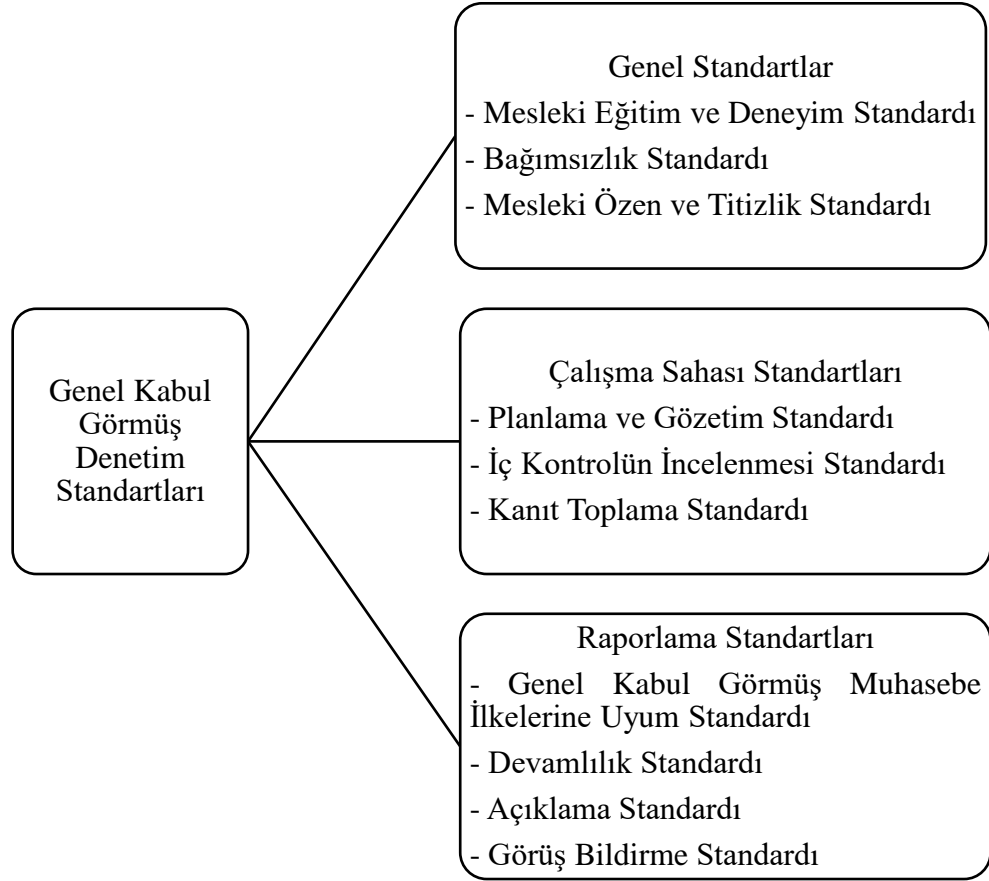 Genel Standartlar
- Mesleki Eğitim ve Deneyim Standardı
- Bağımsızlık Standardı
- Mesleki Özen ve Titizlik Standardı
Genel Kabul
Görmüş
Denetim
Standartları
Çalışma Sahası Standartları
- Planlama ve Gözetim Standardı
- İç Kontrolün İncelenmesi Standardı
- Kanıt Toplama Standardı
Raporlama Standartları
- Genel Kabul Görmüş Muhasebe
İlkelerine Uyum Standardı
- Devamlılık Standardı
- Açıklama Standardı
- Görüş Bildirme Standardı